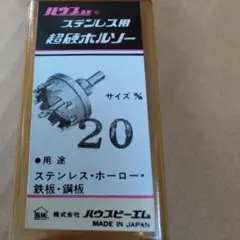 ハウスB.M
ステンレス用
超硬ホルソー
サイズ㎜
20
●用途
ステンレス・ホーロー・
鉄板・鋼板
株式会社 ハウスビーエム
MADE IN JAPAN